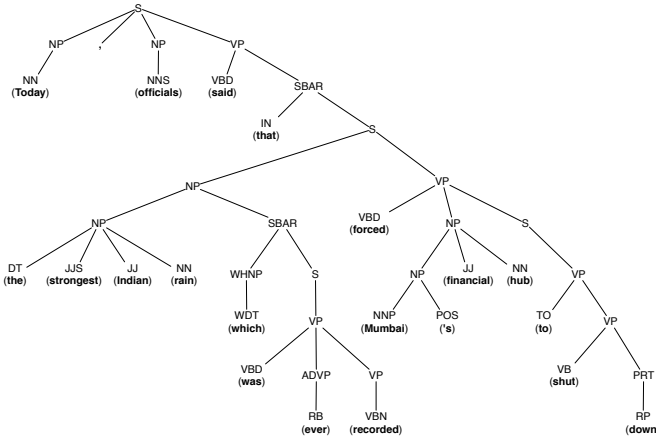 S
NP , NP VP
NN NNS VBD SBAR
(Today) (officials) (said)
IN S
(that)
NP VP
NP SBAR VBD NP S
(forced)
DT JJS JJ NN WHNP S NP JJ NN VP
(the) (strongest) (Indian) (rain) (financial) (hub)
WDT VP NNP POS TO VP
(which) (Mumbai) ('s) (to)
VBD ADVP VP VB PRT
(was) (shut)
RB VBN RP
(ever) (recorded) (down